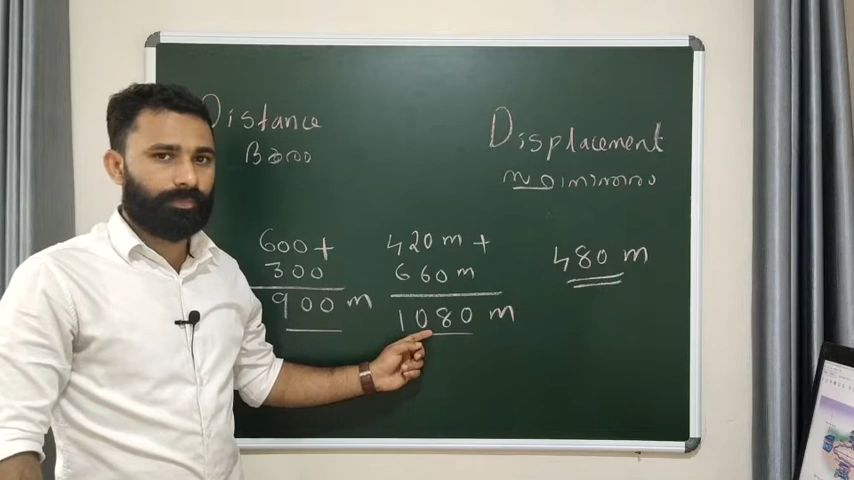 Distance
ദൂരം
Displacement
സ്ഥാനാന്തരം
600+
300
900 m
420 m +
660 m
1080 m
480 m